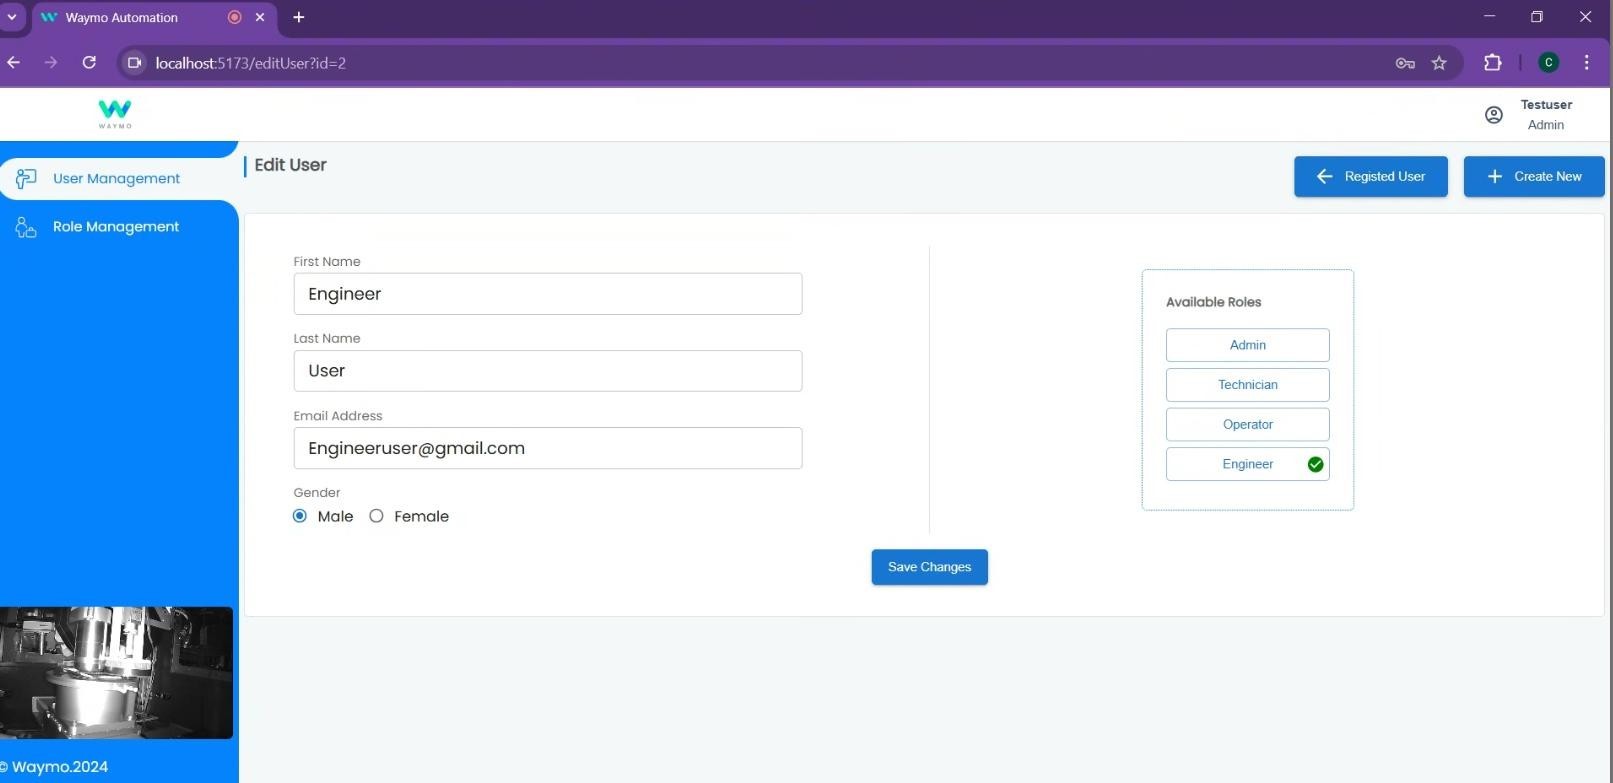 Waymo Automation
localhost:5173/editUser?id=2
C
WAYMO
Testuser
Admin
User Management
Role Management
Edit User
Registed User
Create New
First Name
Engineer
Last Name
User
Email Address
Engineeruser@gmail.com
Gender
Male
Female
Available Roles
Admin
Technician
Operator
Engineer
Save Changes
© Waymo.2024